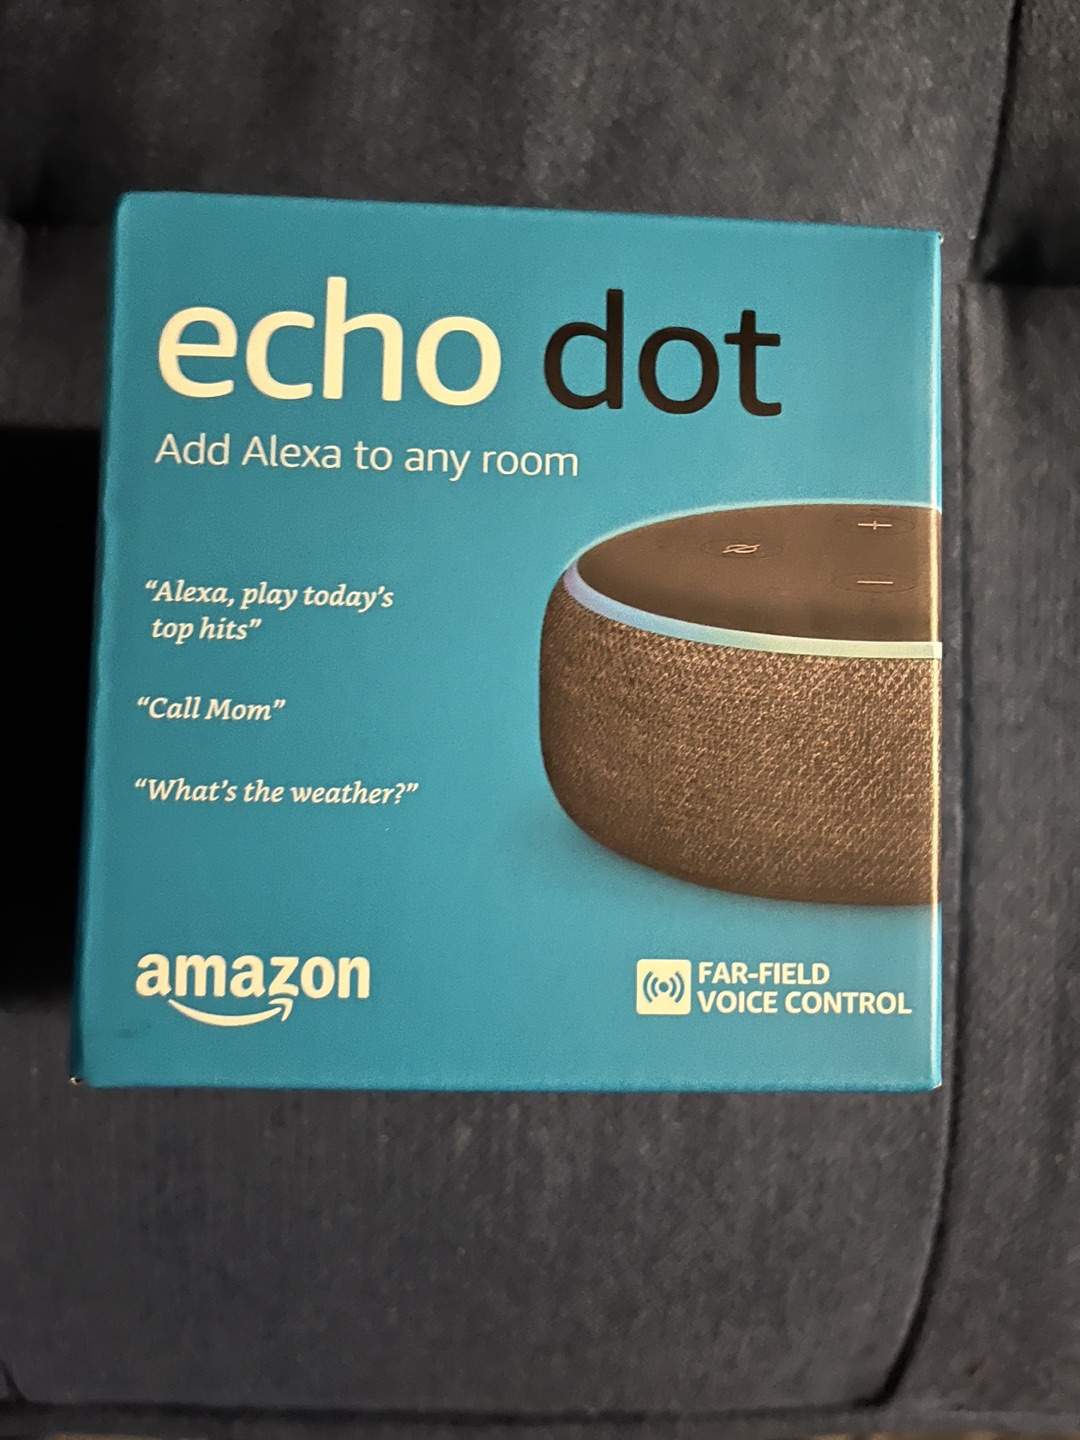 echo dot
Add Alexa to any room
“Alexa, play today’s
top hits”
“Call Mom”
“What’s the weather?”
amazon
FAR-FIELD
VOICE CONTROL